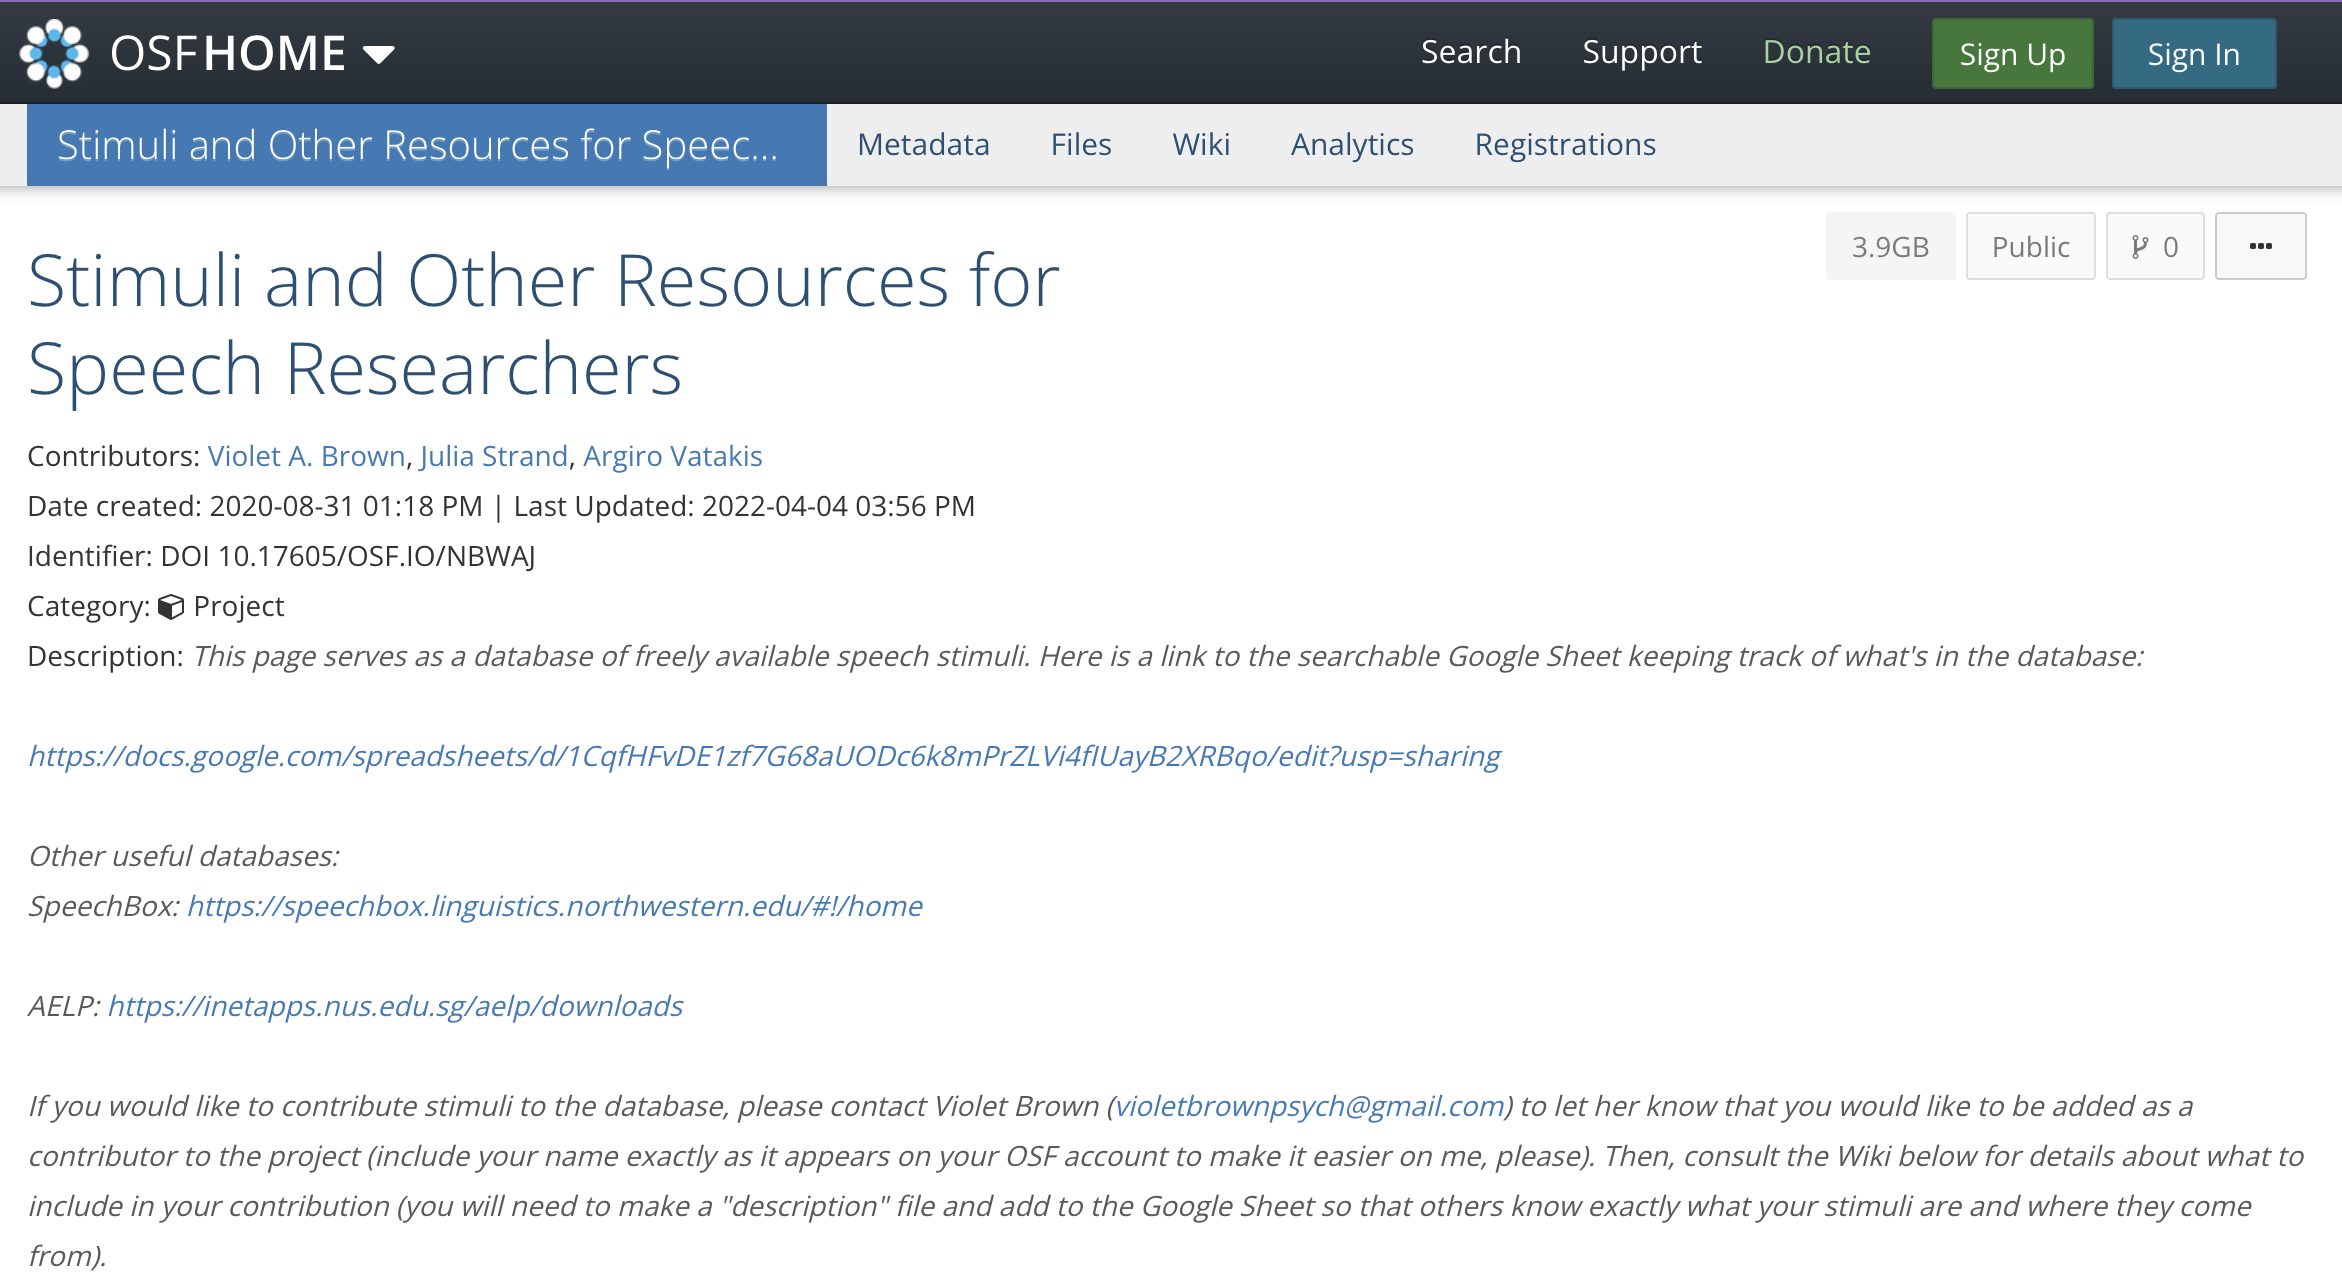 OSFHOME
Search Support Donate Sign Up Sign In
Stimuli and Other Resources for Speec... Metadata Files Wiki Analytics Registrations
3.9GB Public 0 ...
Stimuli and Other Resources for
Speech Researchers
Contributors: Violet A. Brown, Julia Strand, Argiro Vatakis
Date created: 2020-08-31 01:18 PM | Last Updated: 2022-04-04 03:56 PM
Identifier: DOI 10.17605/OSF.IO/NBWAJ
Category: Project
Description: This page serves as a database of freely available speech stimuli. Here is a link to the searchable Google Sheet keeping track of what's in the database:
https://docs.google.com/spreadsheets/d/1CqfHFvDE1zf7G68aUODc6k8mPrZLVi4fIUayB2XRBqo/edit?usp=sharing
Other useful databases:
SpeechBox: https://speechbox.linguistics.northwestern.edu/#!/home
AELP: https://inetapps.nus.edu.sg/aelp/downloads
If you would like to contribute stimuli to the database, please contact Violet Brown (violetbrownpsych@gmail.com) to let her know that you would like to be added as a
contributor to the project (include your name exactly as it appears on your OSF account to make it easier on me, please). Then, consult the Wiki below for details about what to
include in your contribution (you will need to make a "description" file and add to the Google Sheet so that others know exactly what your stimuli are and where they come
from).